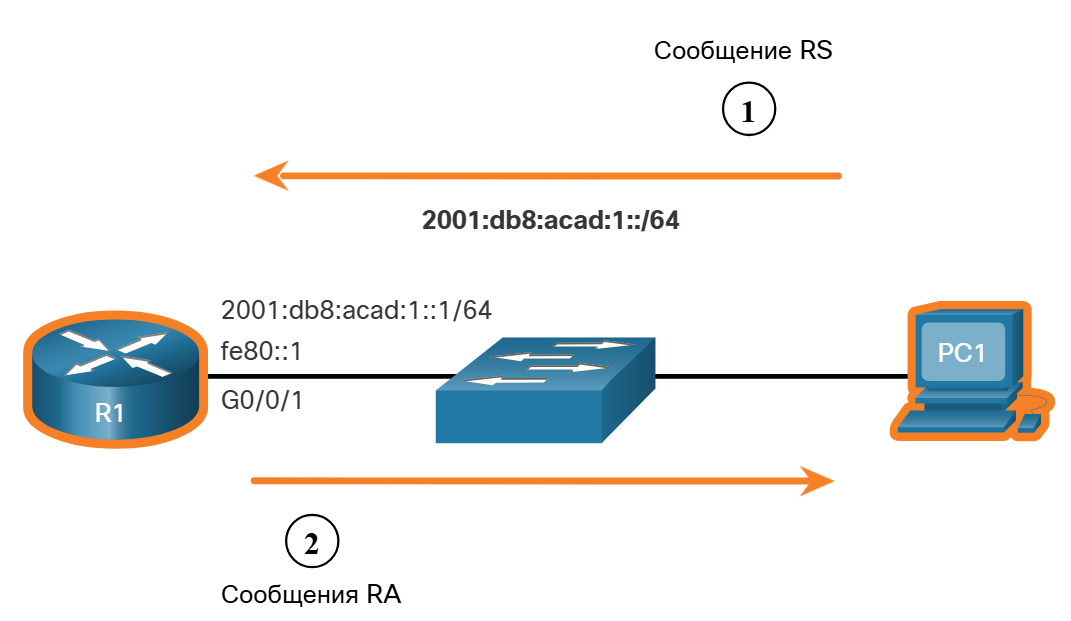 Сообщение RS
1
2001:db8:acad:1::/64
2001:db8:acad:1::1/64
fe80::1
G0/0/1
R1
PC1
2
Сообщения RA